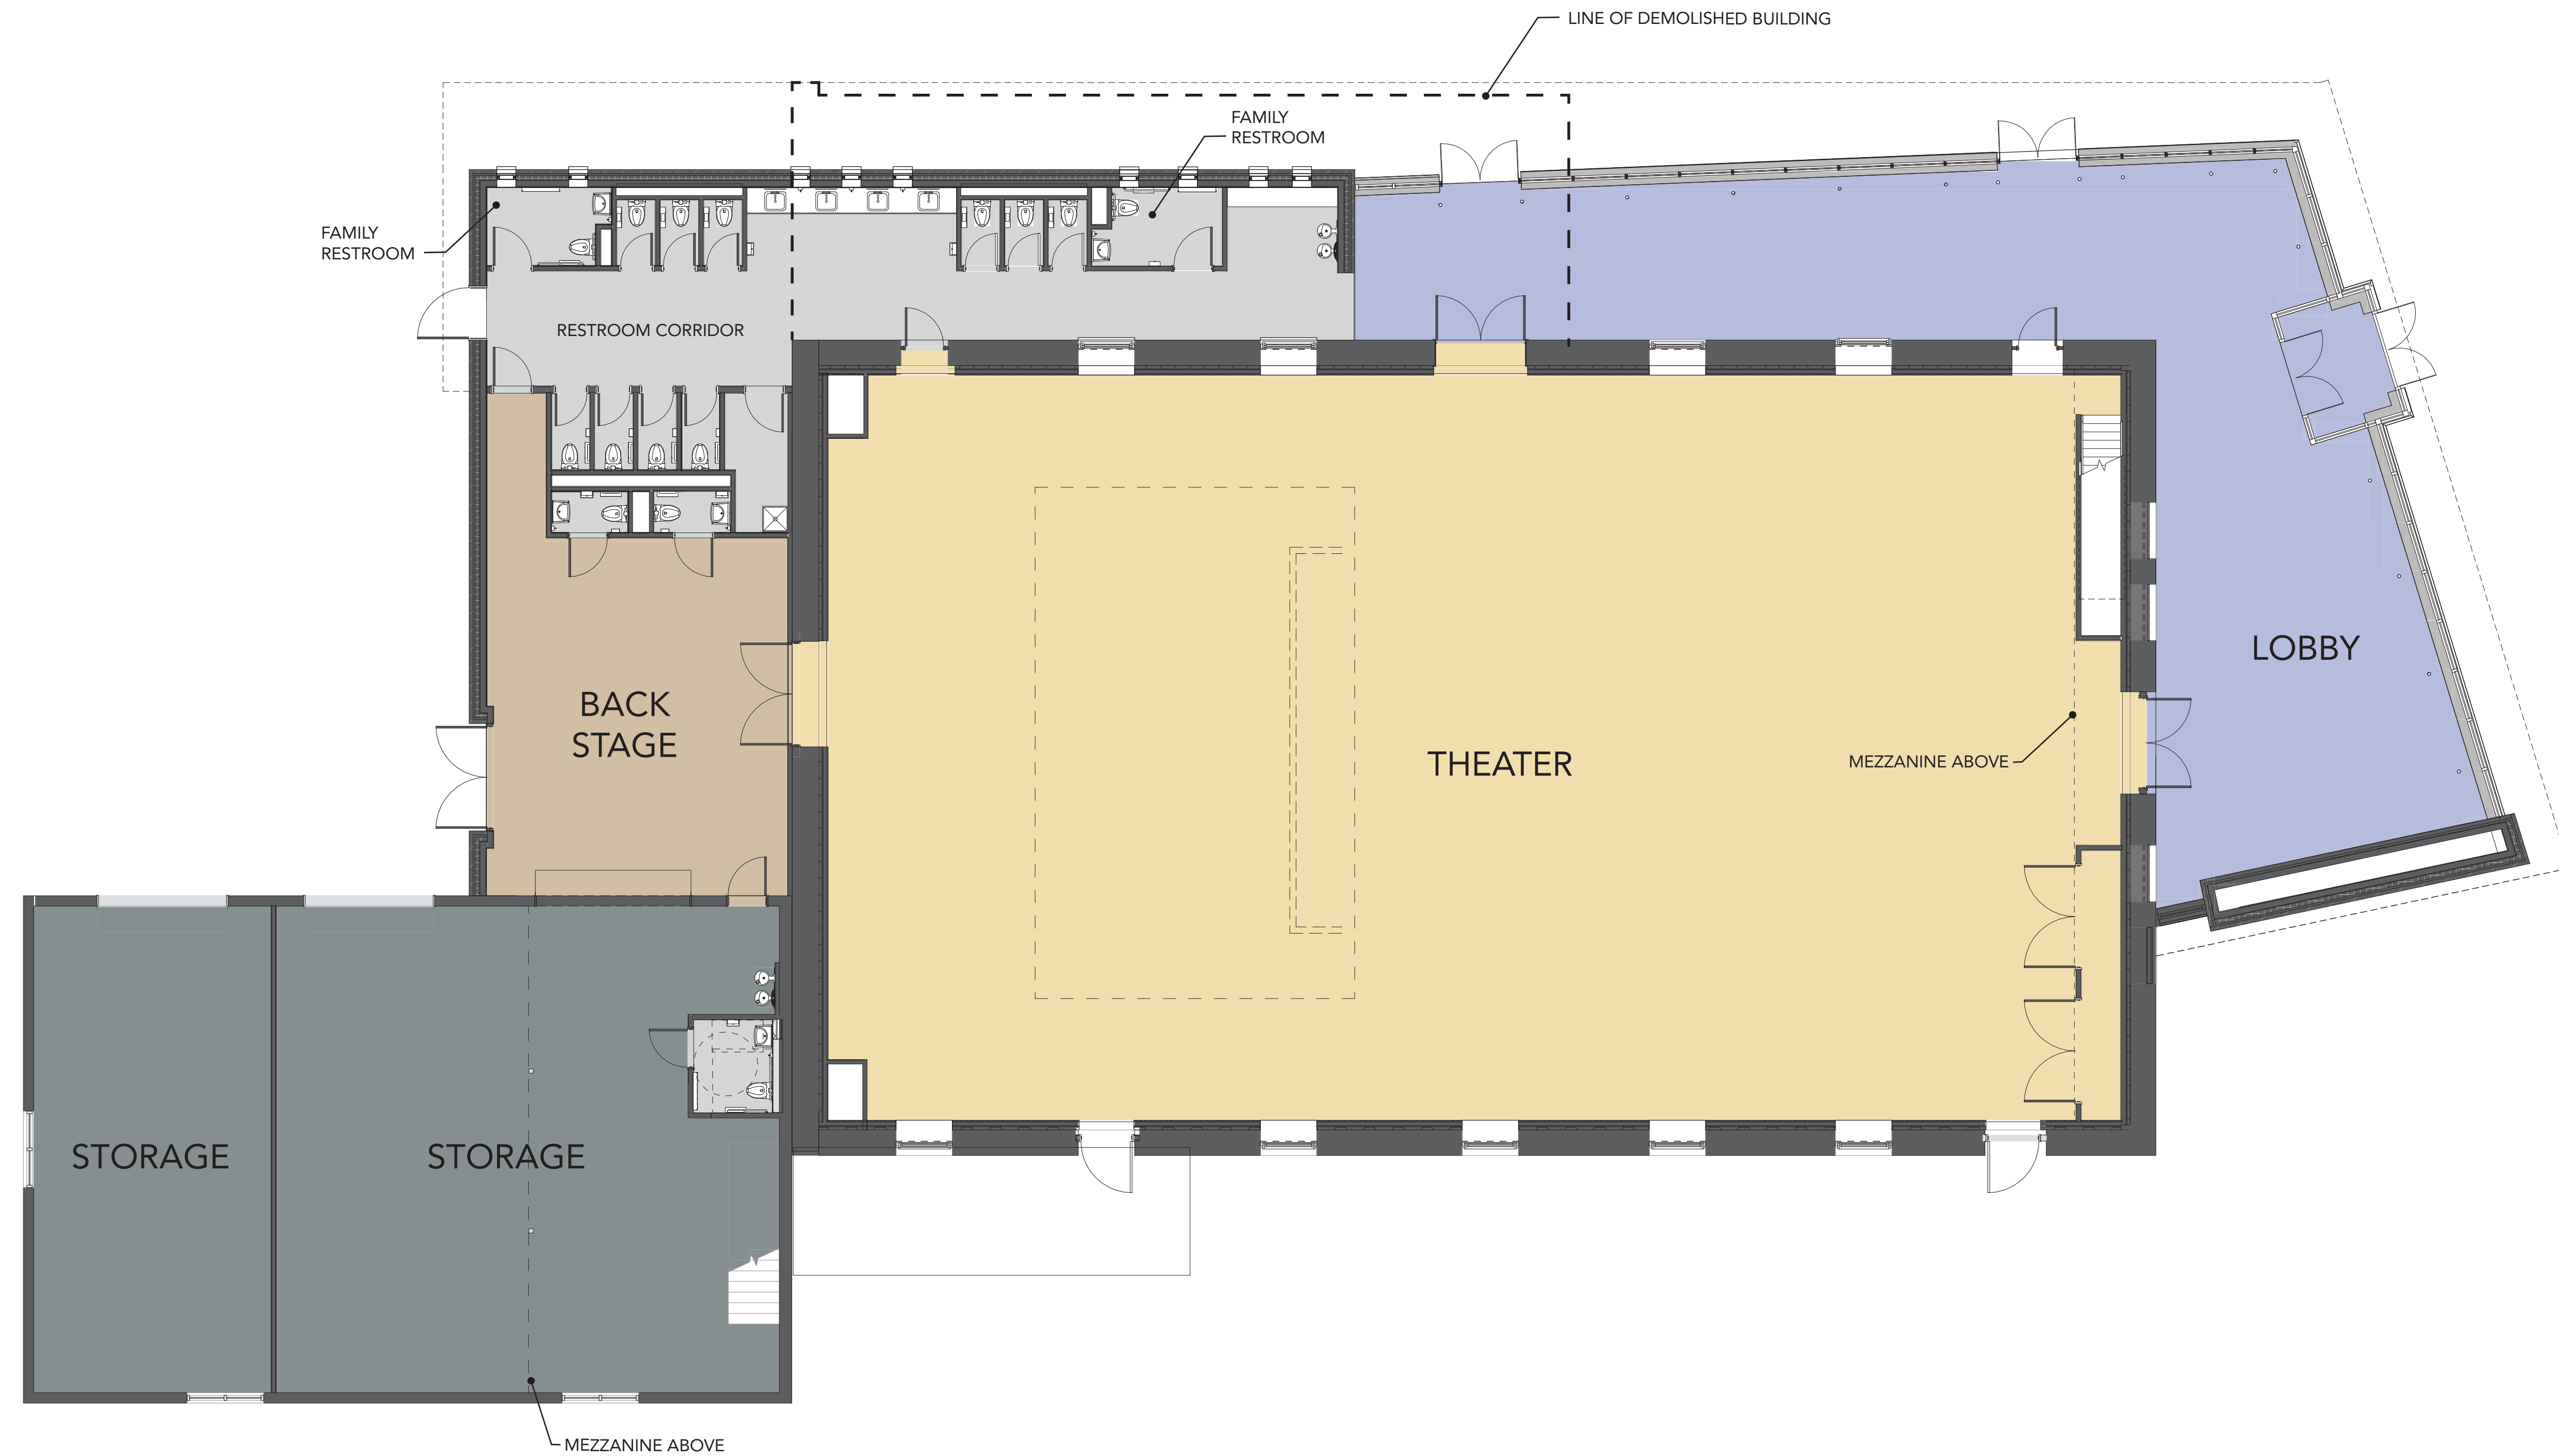 LINE OF DEMOLISHED BUILDING
FAMILY
RESTROOM
FAMILY
RESTROOM
RESTROOM CORRIDOR
LOBBY
BACK
STAGE
THEATER
MEZZANINE ABOVE
STORAGE
STORAGE
MEZZANINE ABOVE